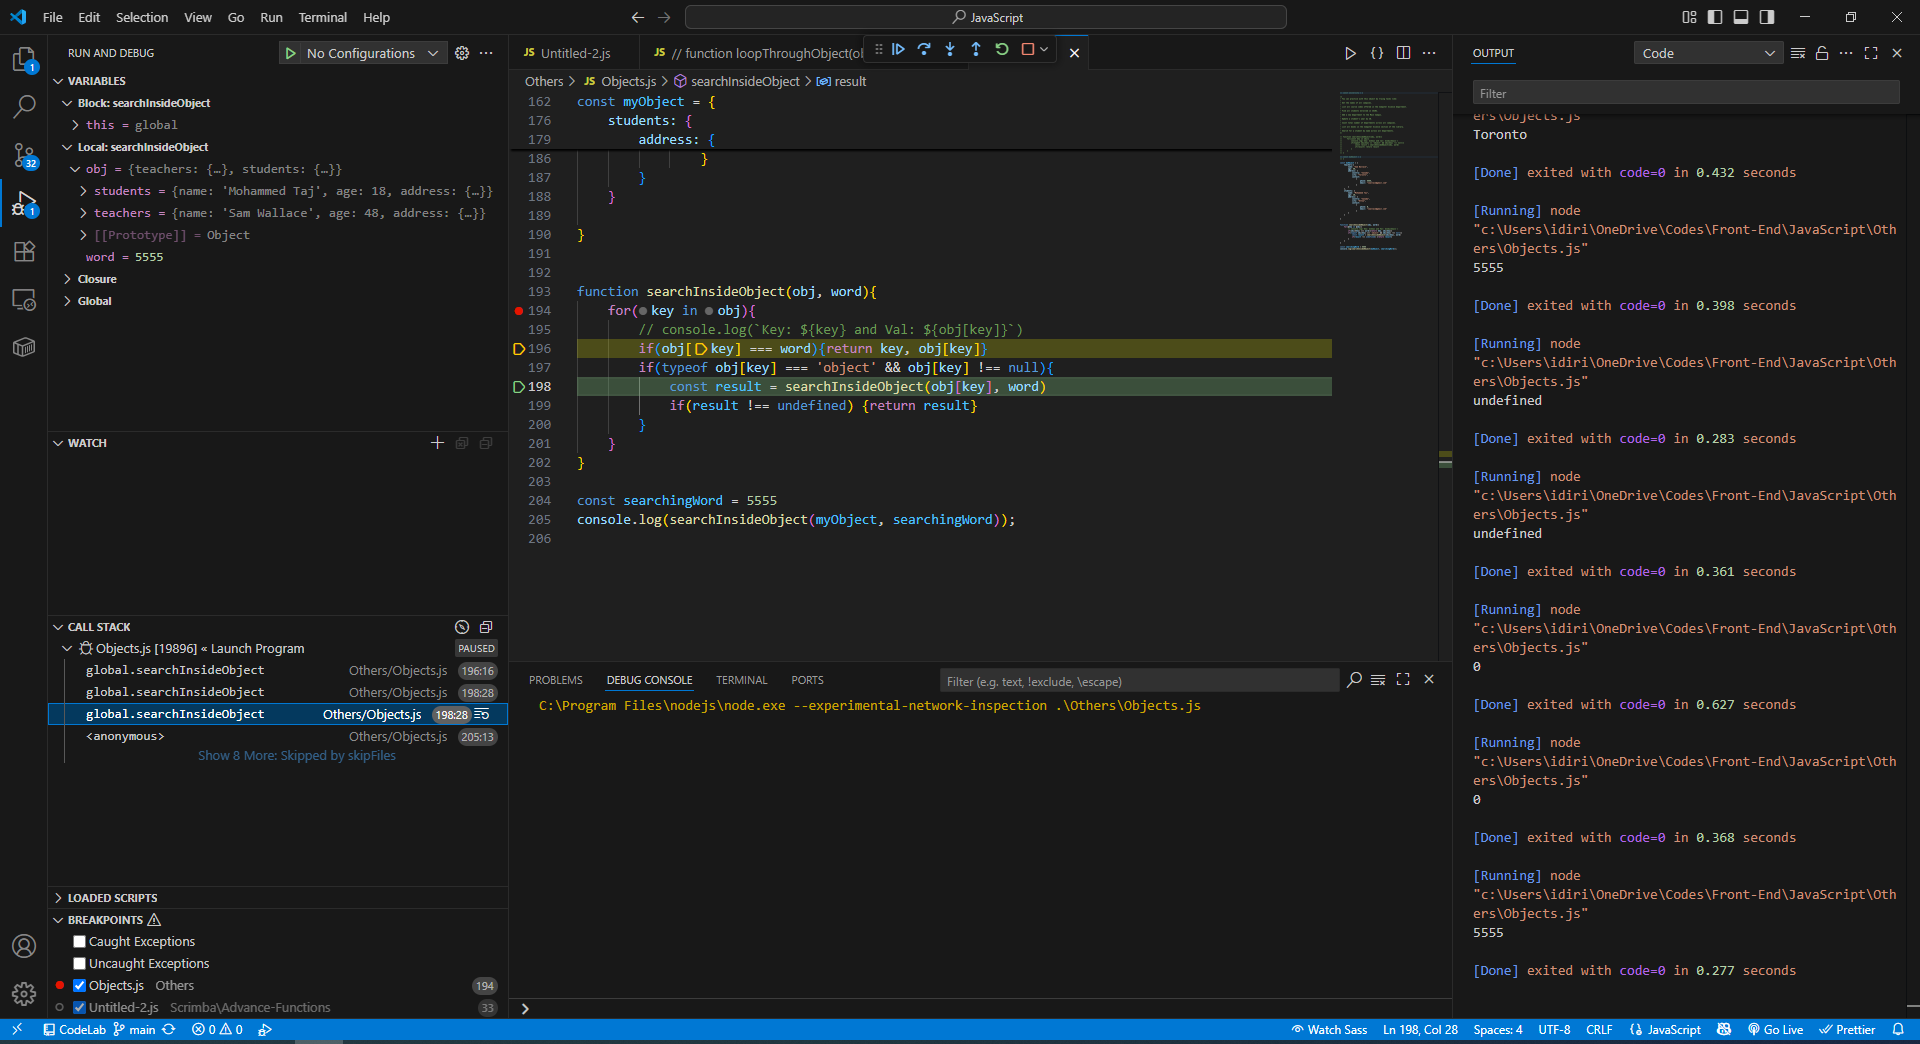 File Edit Selection View Go Run Terminal Help
JavaScript
RUN AND DEBUG
No Configurations
VARIABLES
Block: searchInsideObject
this = global
Local: searchInsideObject
obj = {teachers: {…}, students: {…}}
students = {name: 'Mohammed Taj', age: 18, address: {…}}
teachers = {name: 'Sam Wallace', age: 48, address: {…}}
[[Prototype]] = Object
word = 5555
Closure
Global
WATCH
CALL STACK
Objects.js [19896] « Launch Program PAUSED
global.searchInsideObject Others/Objects.js 196:16
global.searchInsideObject Others/Objects.js 198:28
global.searchInsideObject Others/Objects.js 198:28
<anonymous> Others/Objects.js 205:13
Show 8 More: Skipped by skipFiles
LOADED SCRIPTS
BREAKPOINTS
Caught Exceptions
Uncaught Exceptions
Objects.js Others 194
Untitled-2.js Scrimba\Advance-Functions 33
1
32
1
JS Untitled-2.js
JS // function loopThroughObject(o
Others > JS Objects.js > searchInsideObject > result
162 const myObject = {
176 students: {
179 address: {
186 }
187 }
188 }
189
190 }
191
192
193 function searchInsideObject(obj, word){
194 for(key in obj){
195 // console.log(`Key: ${key} and Val: ${obj[key]}`)
196 if(obj[key] === word){return key, obj[key]}
197 if(typeof obj[key] === 'object' && obj[key] !== null){
198 const result = searchInsideObject(obj[key], word)
199 if(result !== undefined) {return result}
200 }
201 }
202 }
203
204 const searchingWord = 5555
205 console.log(searchInsideObject(myObject, searchingWord));
206
PROBLEMS DEBUG CONSOLE TERMINAL PORTS
Filter (e.g. text, !exclude, \escape)
C:\Program Files\nodejs\node.exe --experimental-network-inspection .\Others\Objects.js
OUTPUT
Code
Filter
ers\Objects.js"
Toronto
[Done] exited with code=0 in 0.432 seconds
[Running] node
"c:\Users\idiri\OneDrive\Codes\Front-End\JavaScript\Oth
ers\Objects.js"
5555
[Done] exited with code=0 in 0.398 seconds
[Running] node
"c:\Users\idiri\OneDrive\Codes\Front-End\JavaScript\Oth
ers\Objects.js"
undefined
[Done] exited with code=0 in 0.283 seconds
[Running] node
"c:\Users\idiri\OneDrive\Codes\Front-End\JavaScript\Oth
ers\Objects.js"
undefined
[Done] exited with code=0 in 0.361 seconds
[Running] node
"c:\Users\idiri\OneDrive\Codes\Front-End\JavaScript\Oth
ers\Objects.js"
0
[Done] exited with code=0 in 0.627 seconds
[Running] node
"c:\Users\idiri\OneDrive\Codes\Front-End\JavaScript\Oth
ers\Objects.js"
0
[Done] exited with code=0 in 0.368 seconds
[Running] node
"c:\Users\idiri\OneDrive\Codes\Front-End\JavaScript\Oth
ers\Objects.js"
5555
[Done] exited with code=0 in 0.277 seconds
CodeLab main 0 0
Watch Sass Ln 198, Col 28 Spaces: 4 UTF-8 CRLF {} JavaScript Go Live Prettier